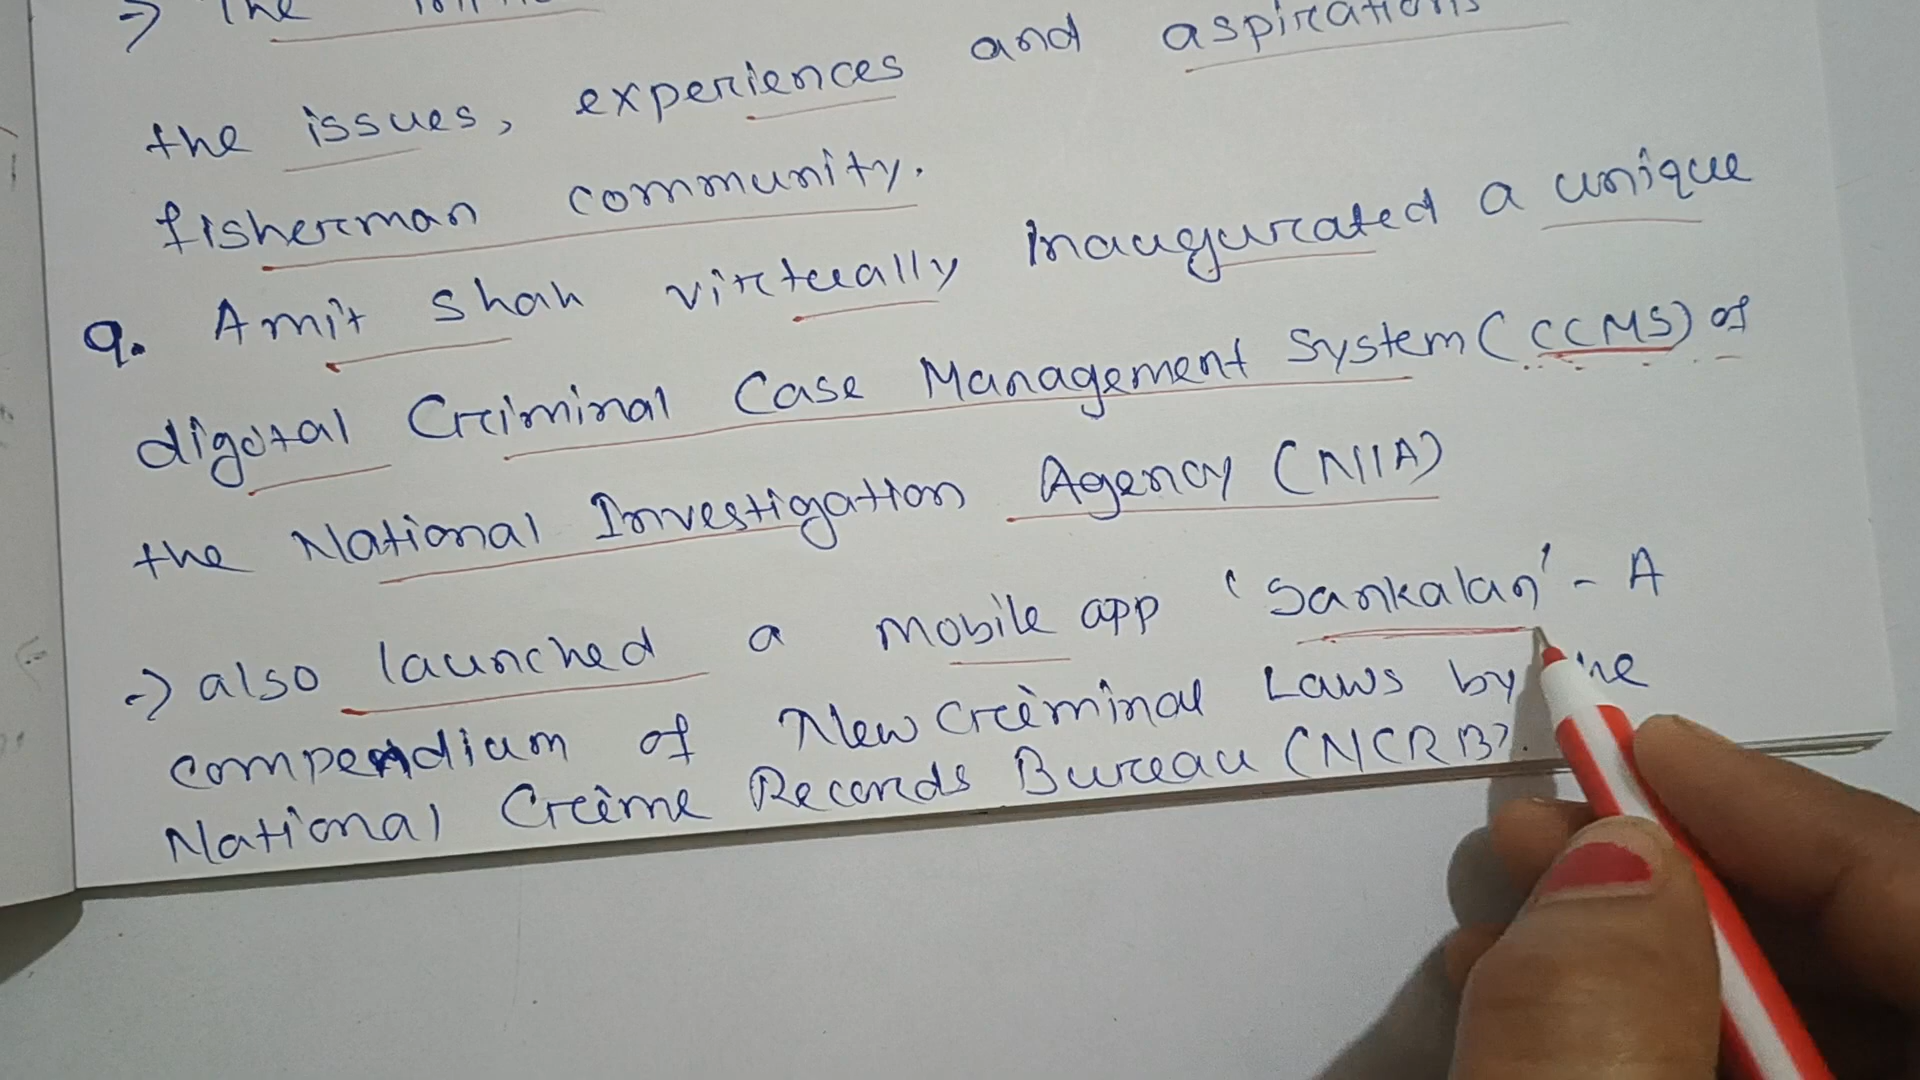 → The
the issues, experiences and aspirations
fisherman community.
9. Amit Shah virtually Inaugurated a unique
digital Criminal Case Management System (CCMS) of
the National Investigation Agency (NIA)
→ also launched a mobile app 'Sankalan' - A
compendium of New Criminal Laws by
National Crime Records Bureau (NCRB).